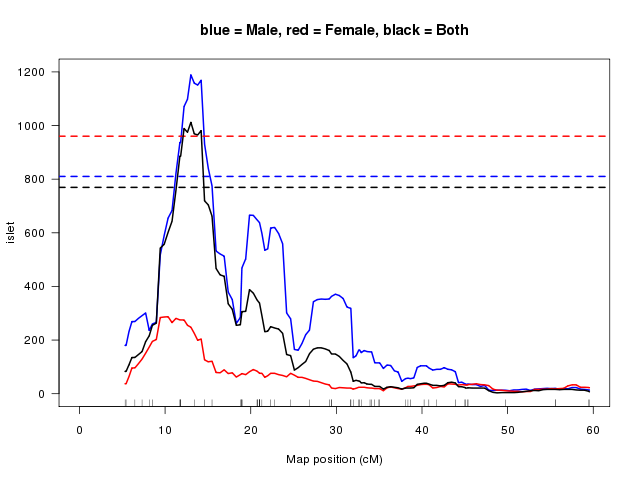 blue = Male, red = Female, black = Both
1200
1000
800
600
400
200
0
islet
0 10 20 30 40 50 60
Map position (cM)